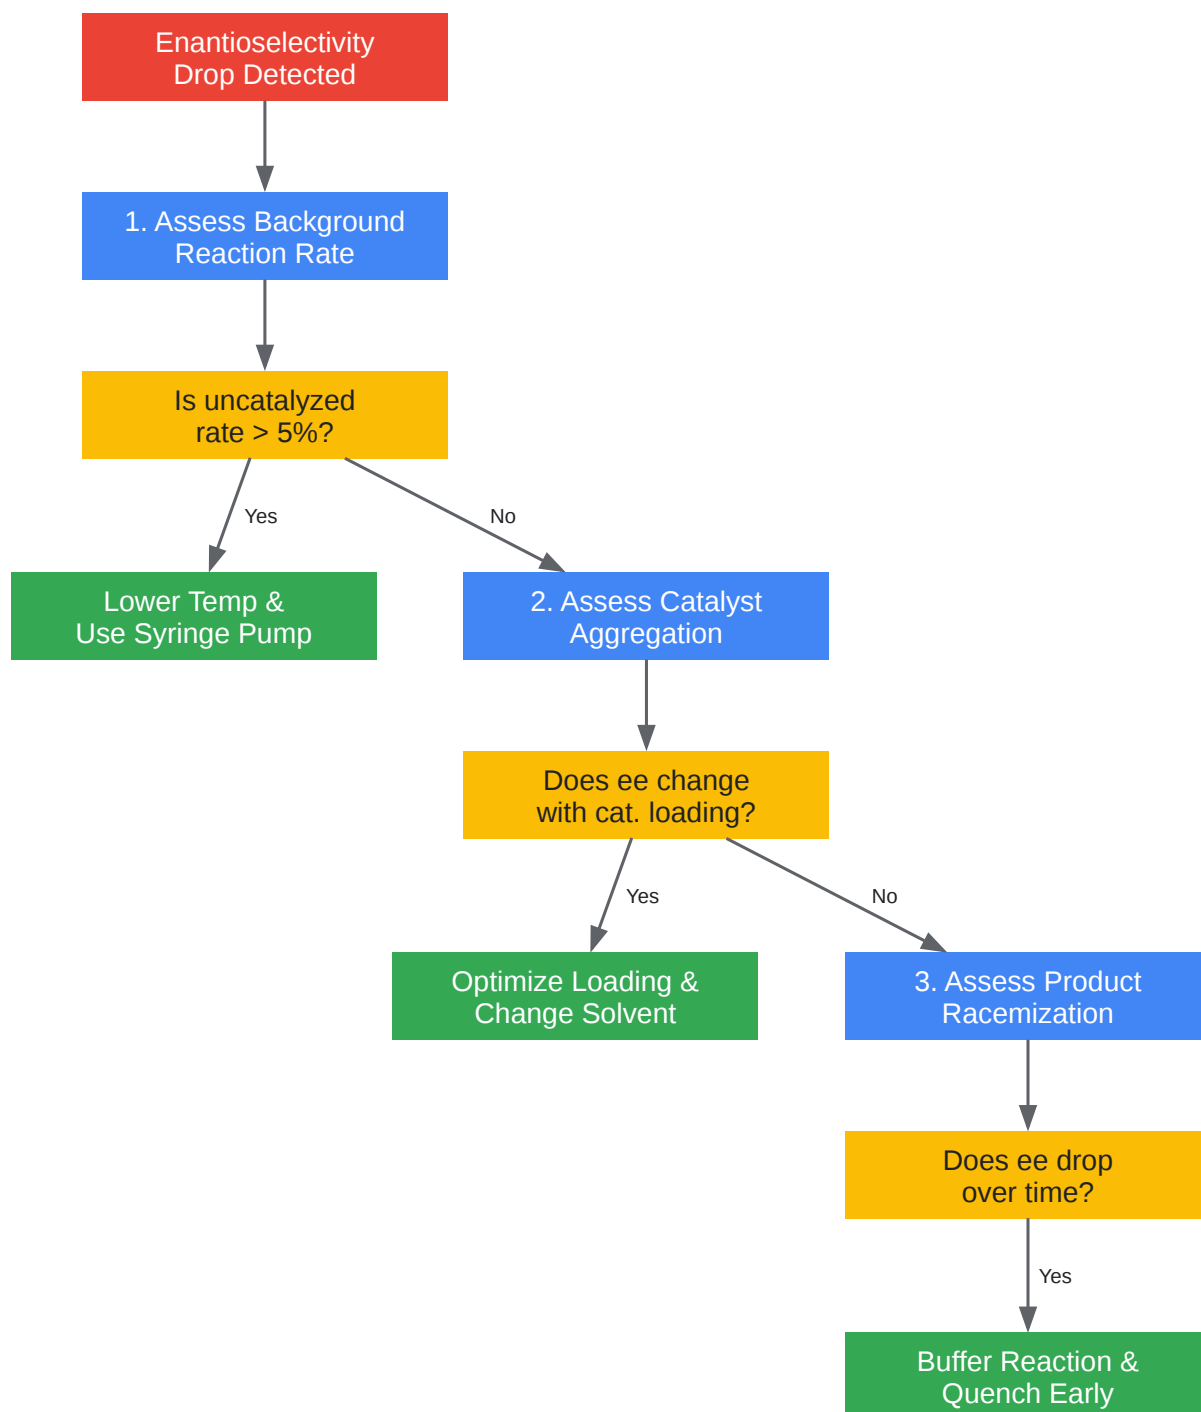 Enantioselectivity
Drop Detected
1. Assess Background
Reaction Rate
Is uncatalyzed
rate > 5%?
Yes
No
Lower Temp &
Use Syringe Pump
2. Assess Catalyst
Aggregation
Does ee change
with cat. loading?
Yes
No
Optimize Loading &
Change Solvent
3. Assess Product
Racemization
Does ee drop
over time?
Yes
Buffer Reaction &
Quench Early